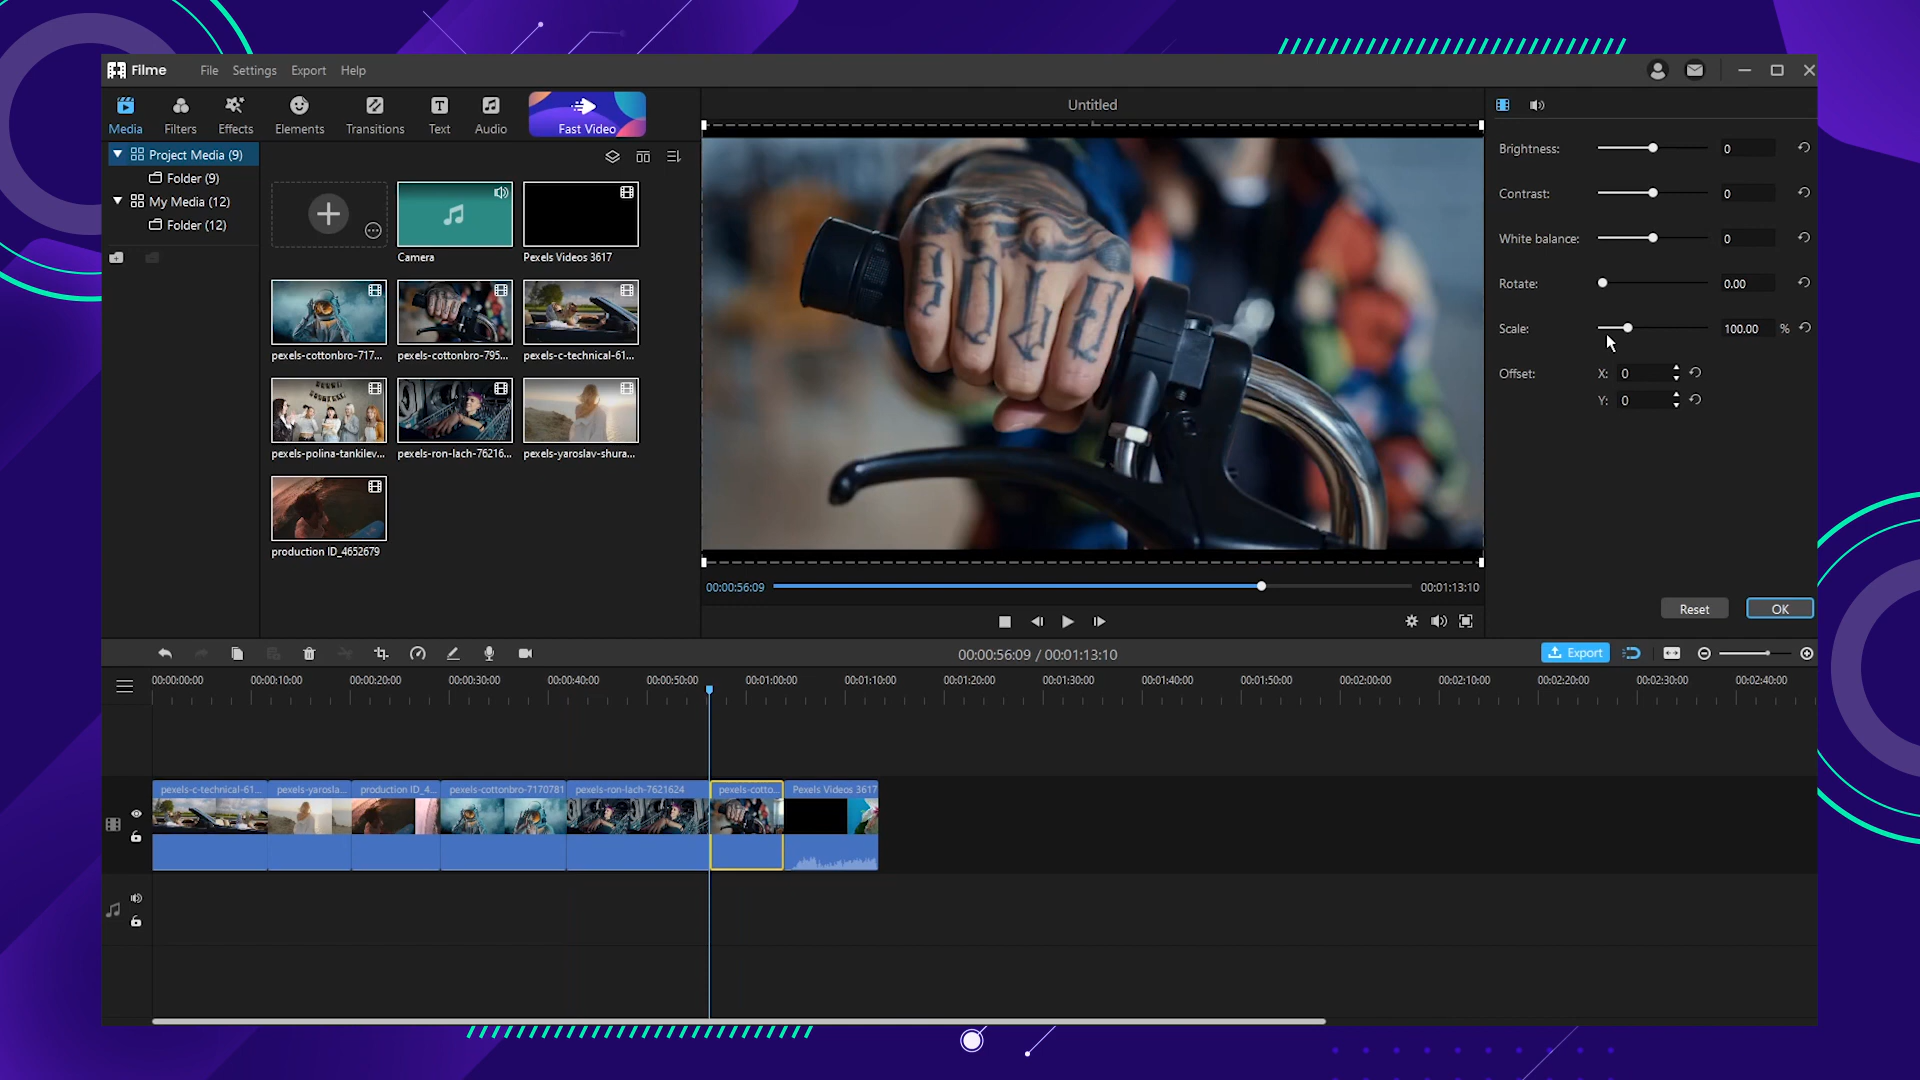 Filme
File Settings Export Help
Media Filters Effects Elements Transitions Text Audio Fast Video
Untitled
Project Media (9)
Folder (9)
My Media (12)
Folder (12)
Camera
Pexels Videos 3617
pexels-cottonbro-717...
pexels-cottonbro-795...
pexels-c-technical-61...
pexels-polina-tankilev...
pexels-ron-lach-76216...
pexels-yaroslav-shura...
production ID_4652679
Brightness: 0
Contrast: 0
White balance: 0
Rotate: 0.00
Scale: 100.00 %
Offset: X: 0
Y: 0
00:00:56:09
00:01:13:10
Reset OK
00:00:56:09 / 00:01:13:10
Export
00:00:00:00 00:00:10:00 00:00:20:00 00:00:30:00 00:00:40:00 00:00:50:00 00:01:00:00 00:01:10:00 00:01:20:00 00:01:30:00 00:01:40:00 00:01:50:00 00:02:00:00 00:02:10:00 00:02:20:00 00:02:30:00 00:02:40:00
pexels-c-technical-61... pexels-yarosla... production ID_4... pexels-cottonbro-7170781 pexels-ron-lach-7621624 pexels-cotto... Pexels Videos 3617